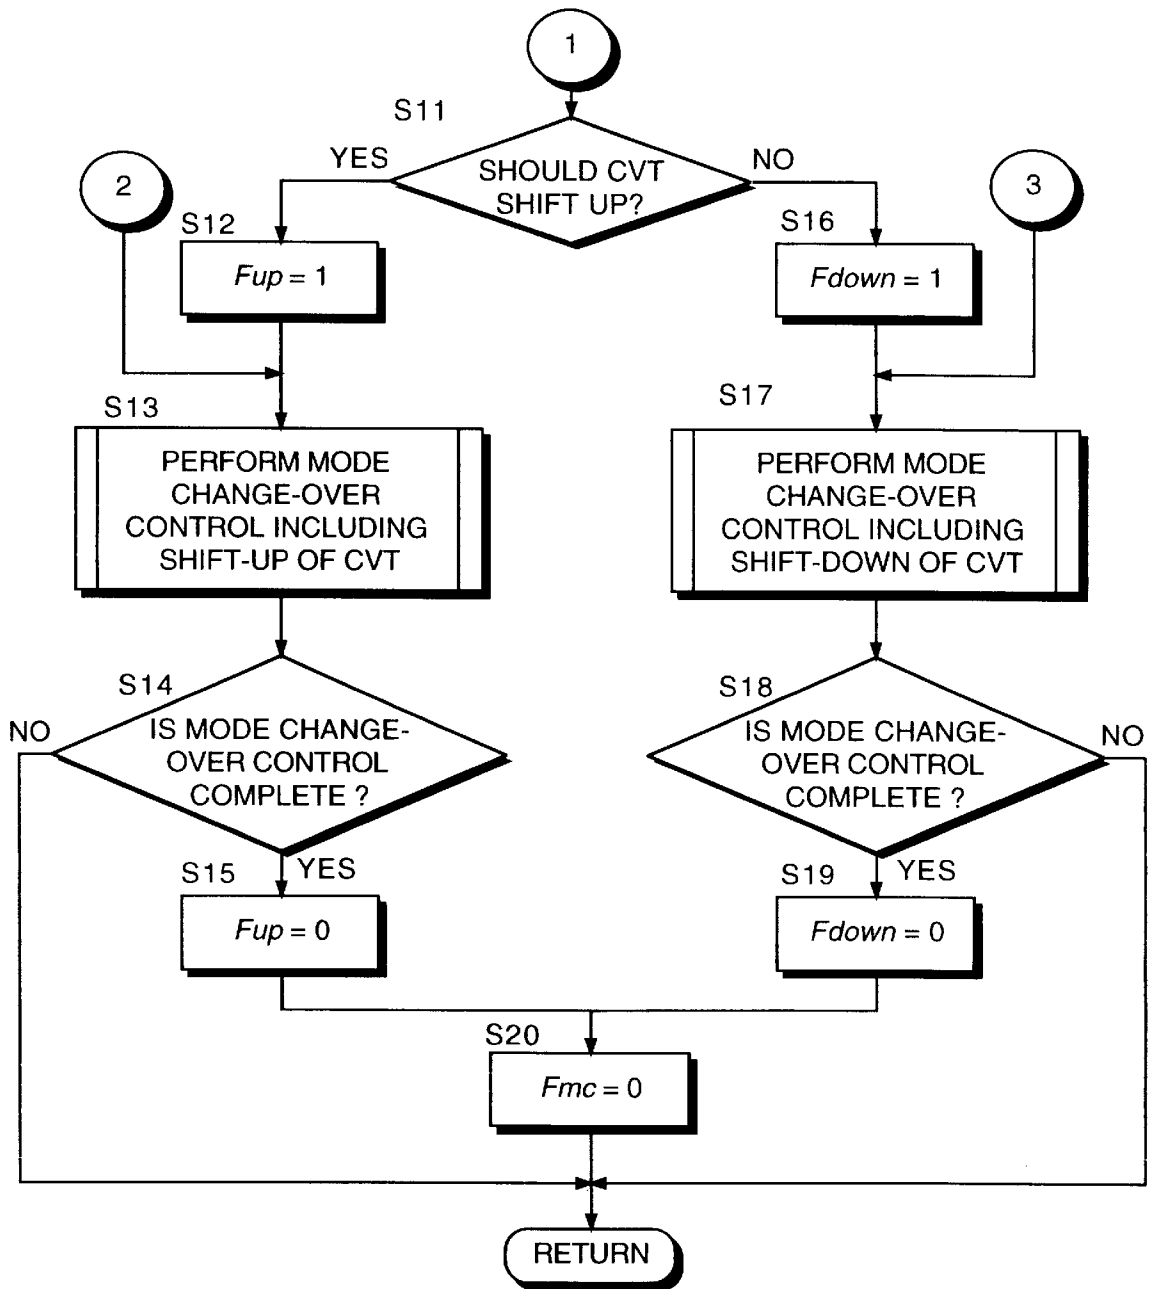 1
S11
YES
SHOULD CVT
SHIFT UP?
NO
2
3
S12
Fup = 1
S16
Fdown = 1
S13
PERFORM MODE
CHANGE-OVER
CONTROL INCLUDING
SHIFT-UP OF CVT
S17
PERFORM MODE
CHANGE-OVER
CONTROL INCLUDING
SHIFT-DOWN OF CVT
S14
NO
IS MODE CHANGE-
OVER CONTROL
COMPLETE ?
S18
IS MODE CHANGE-
OVER CONTROL
COMPLETE ?
NO
YES
S15
Fup = 0
YES
S19
Fdown = 0
S20
Fmc = 0
RETURN